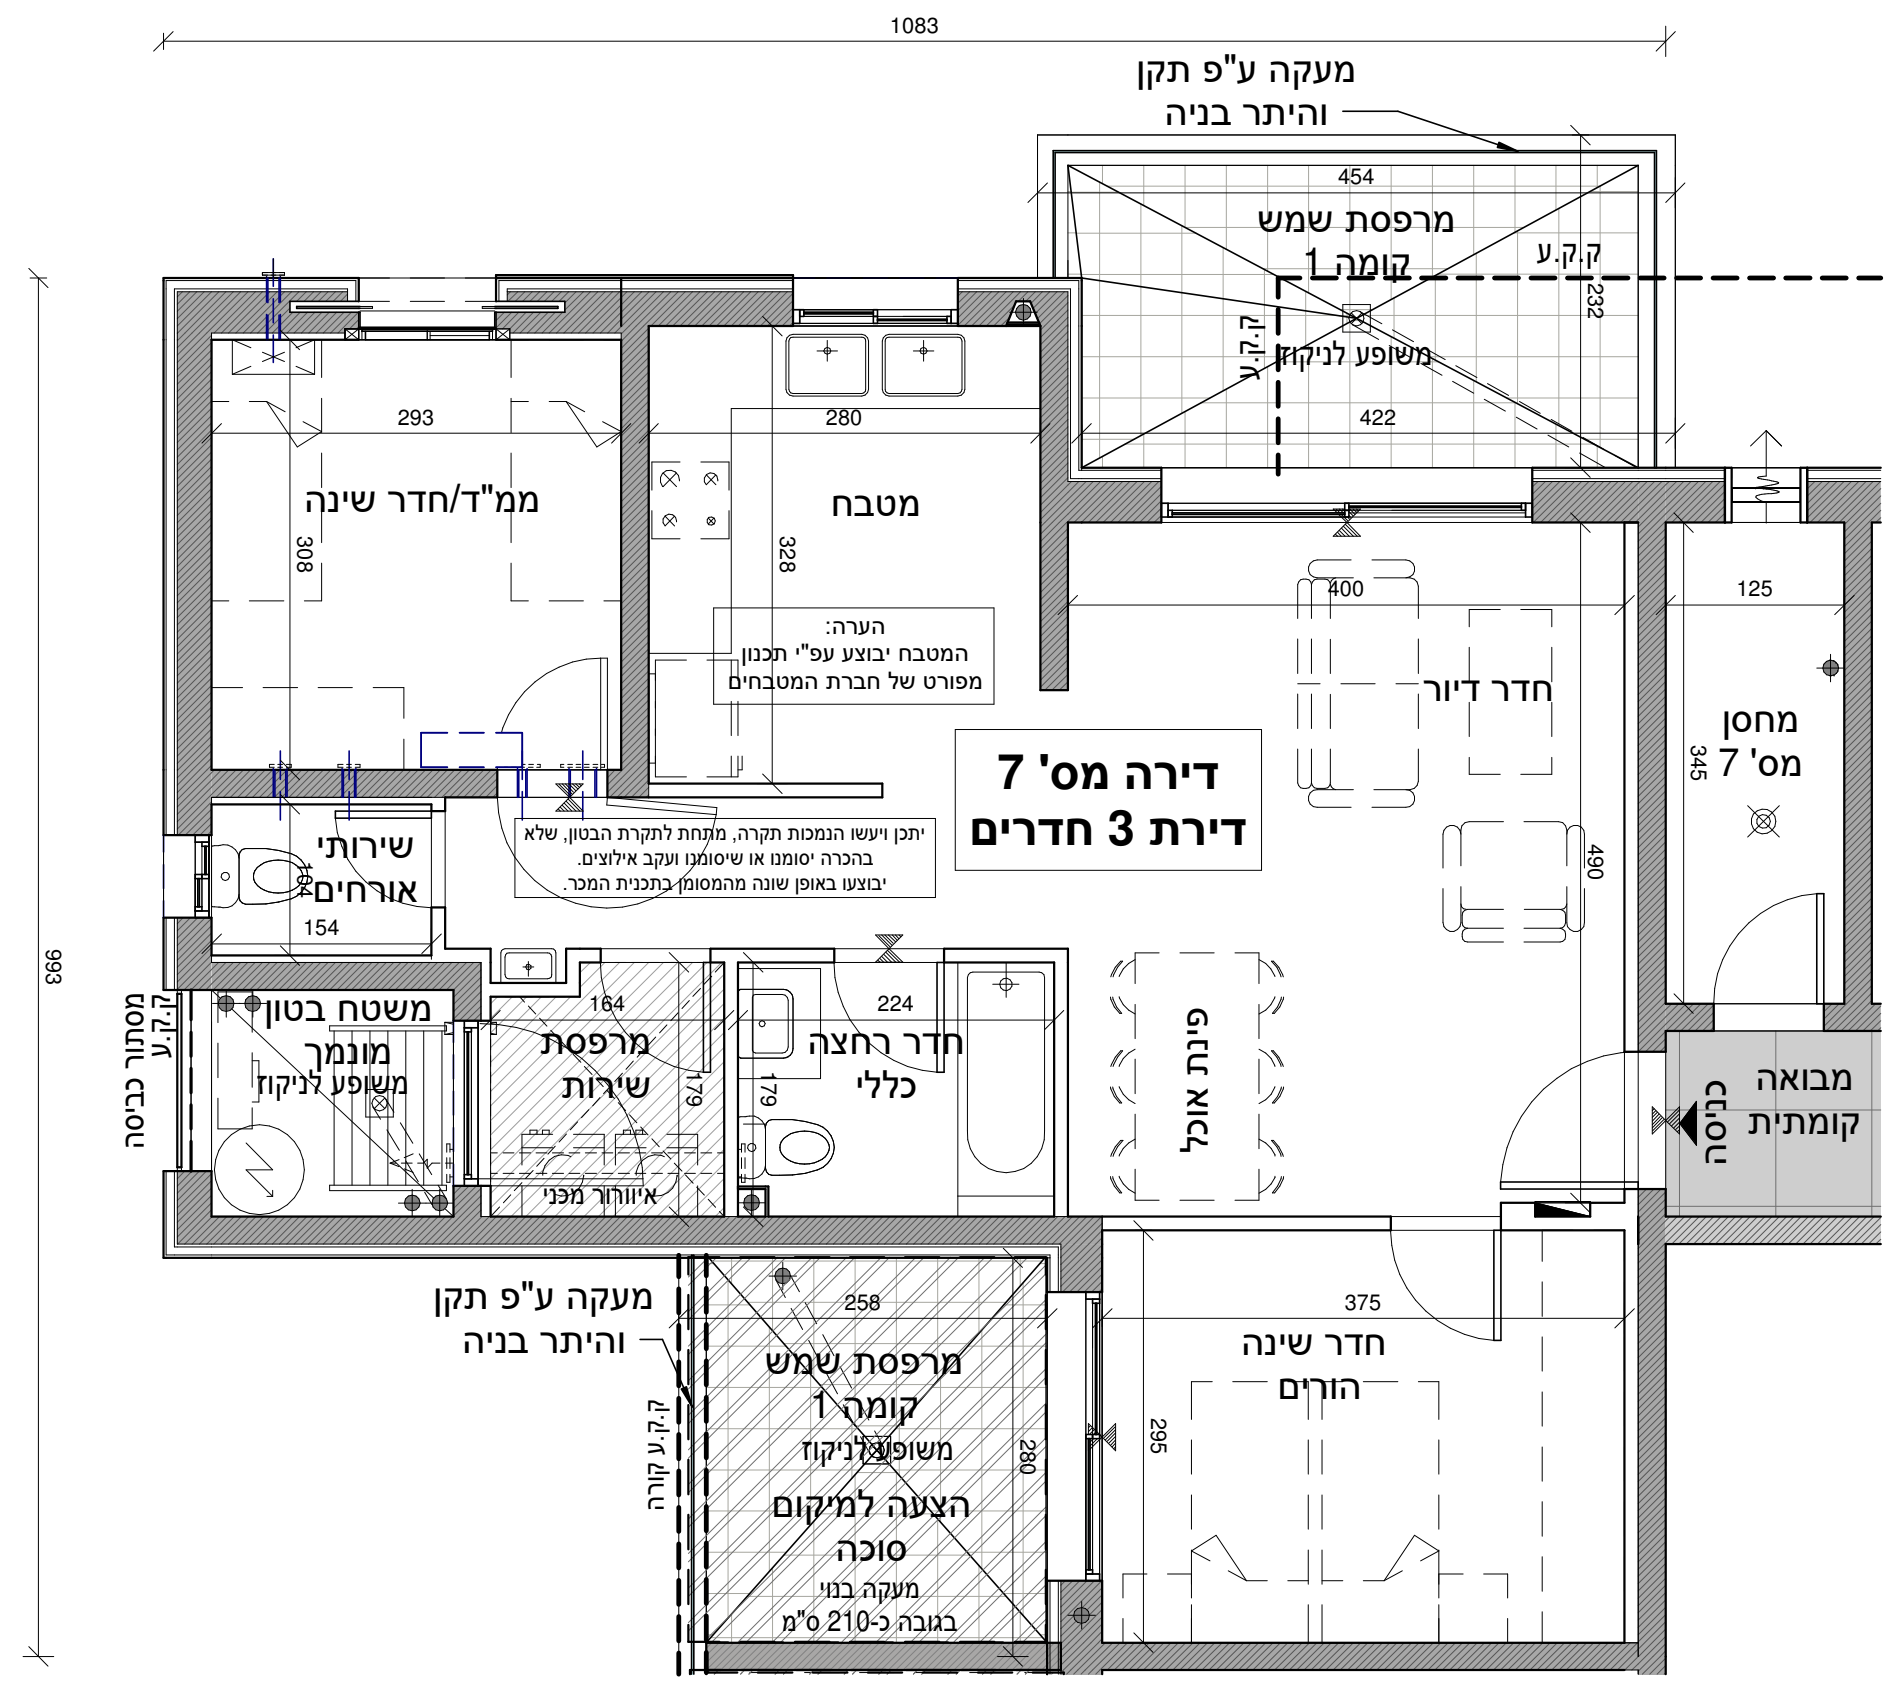 1083
מעקה ע"פ תקן
והיתר בניה
454
מרפסת שמש
קומה 1
ק.ק.ע
232
ק.ק.ע
משופע לניקוז
422
293
280
ממ"ד/חדר שינה
מטבח
308
328
400
125
הערה:
המטבח יבוצע עפ"י תכנון
מפורט של חברת המטבחים
חדר דיור
מחסן
מס' 7
345
דירה מס' 7
דירת 3 חדרים
יתכן ויעשו הנמכות תקרה, מתחת לתקרת הבטון, שלא
בהכרה יסומנו או שיסומנו ועקב אילוצים.
יבוצעו באופן שונה מהמסומן בתכנית המכר.
שירותי
אורחים
104
154
490
993
מסתור כביסה
ק.ק.ע
משטח בטון
מונמך
משופע לניקוז
164
מרפסת
שירות
179
איוורור מכני
224
חדר רחצה
כללי
179
פינת אוכל
כניסה
מבואה
קומתית
מעקה ע"פ תקן
והיתר בניה
258
375
חדר שינה
הורים
מרפסת שמש
קומה 1
משופע לניקוז
280
295
ק.ק.ע קורה
הצעה למיקום
סוכה
מעקה בנוי
בגובה כ-210 ס"מ